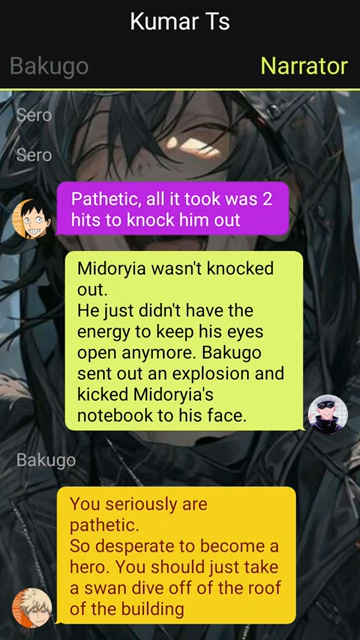 Kumar Ts
Bakugo
Narrator
Sero
Sero
Pathetic, all it took was 2
hits to knock him out
Midoryia wasn't knocked
out.
He just didn't have the
energy to keep his eyes
open anymore. Bakugo
sent out an explosion and
kicked Midoryia's
notebook to his face.
Bakugo
You seriously are
pathetic.
So desperate to become a
hero. You should just take
a swan dive off of the roof
of the building